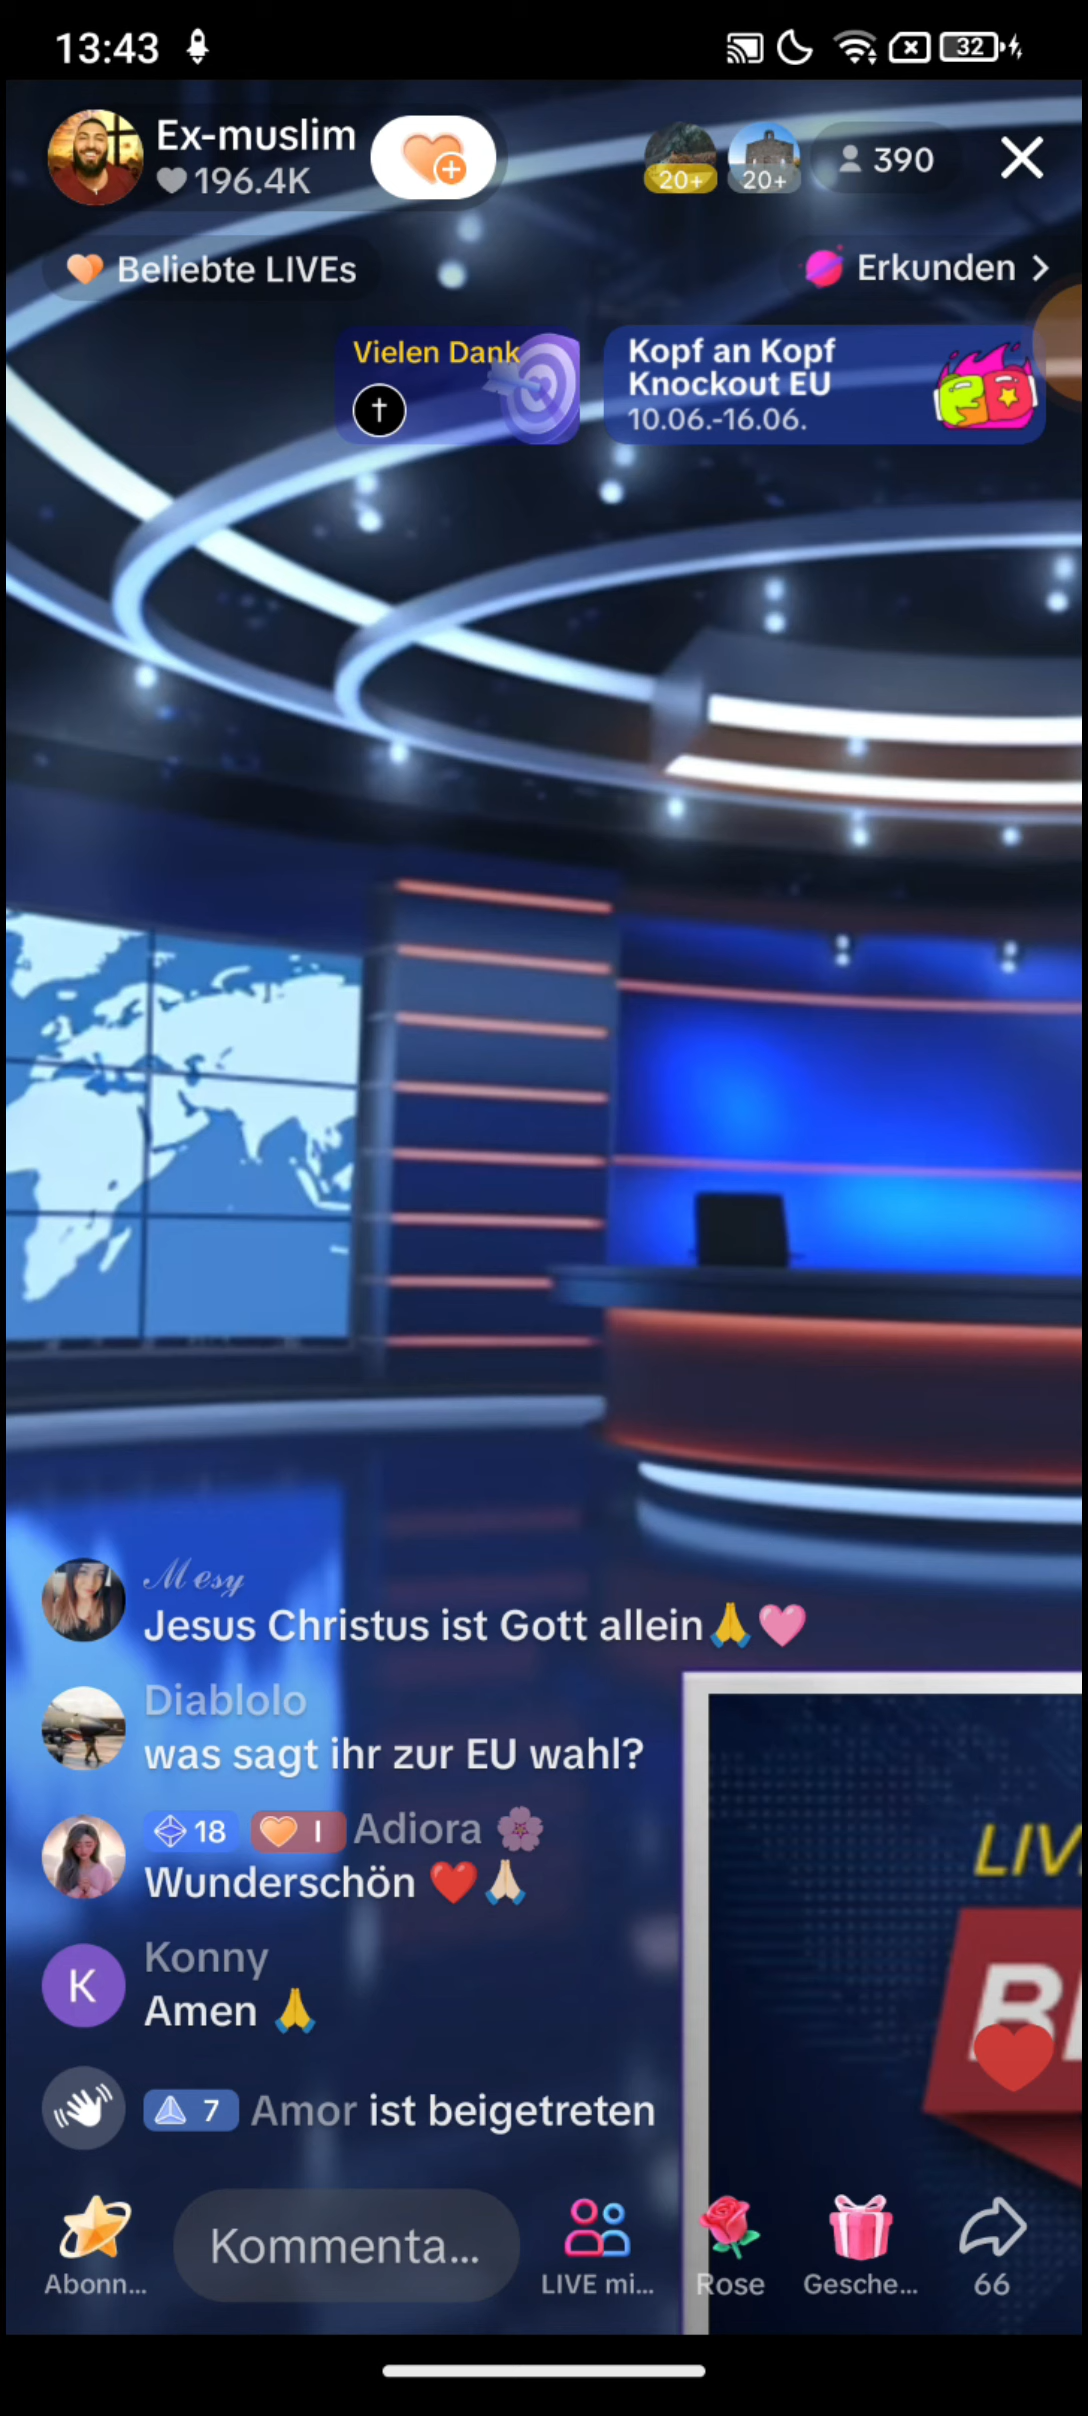 13:43
32
Ex-muslim
196.4K
20+
20+
390
Beliebte LIVEs
Erkunden >
Vielen Dank
Kopf an Kopf
Knockout EU
10.06.-16.06.
Mesy
Jesus Christus ist Gott allein🙏🩷
Diablolo
was sagt ihr zur EU wahl?
18 I Adiora 🌸
Wunderschön ❤️🙏🏻
K
Konny
Amen 🙏
7 Amor ist beigetreten
LIV
Abonn...
Kommenta...
LIVE mi...
Rose
Gesche...
66